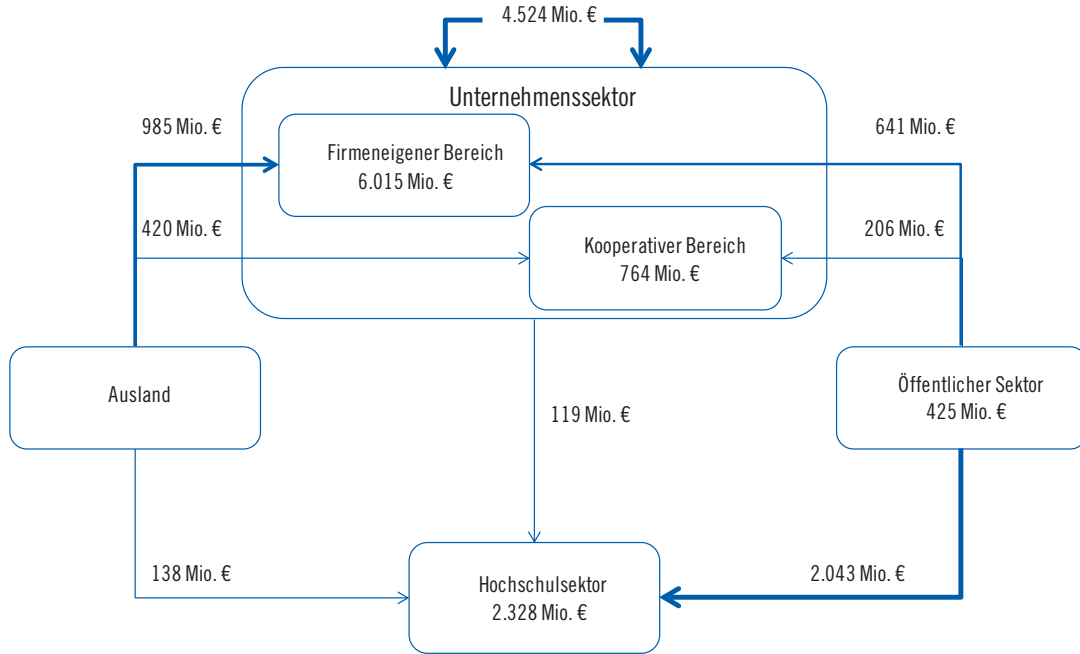 4.524 Mio. €
Unternehmenssektor
985 Mio. €
Firmeneigener Bereich
6.015 Mio. €
641 Mio. €
420 Mio. €
Kooperativer Bereich
764 Mio. €
206 Mio. €
Ausland
Öffentlicher Sektor
425 Mio. €
119 Mio. €
138 Mio. €
Hochschulsektor
2.328 Mio. €
2.043 Mio. €